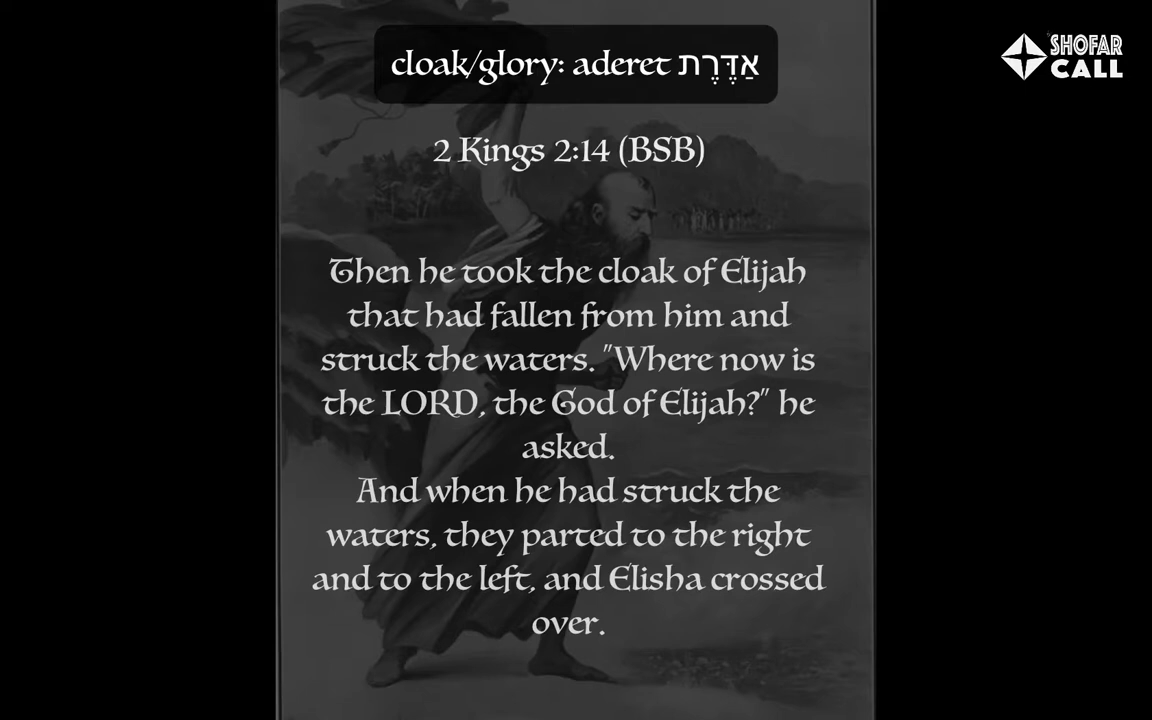 cloak/glory: aderet אַדֶּרֶת
SHOFAR
CALL
2 Kings 2:14 (BSB)
Then he took the cloak of Elijah
that had fallen from him and
struck the waters. "Where now is
the LORD, the God of Elijah?" he
asked.
And when he had struck the
waters, they parted to the right
and to the left, and Elisha crossed
over.